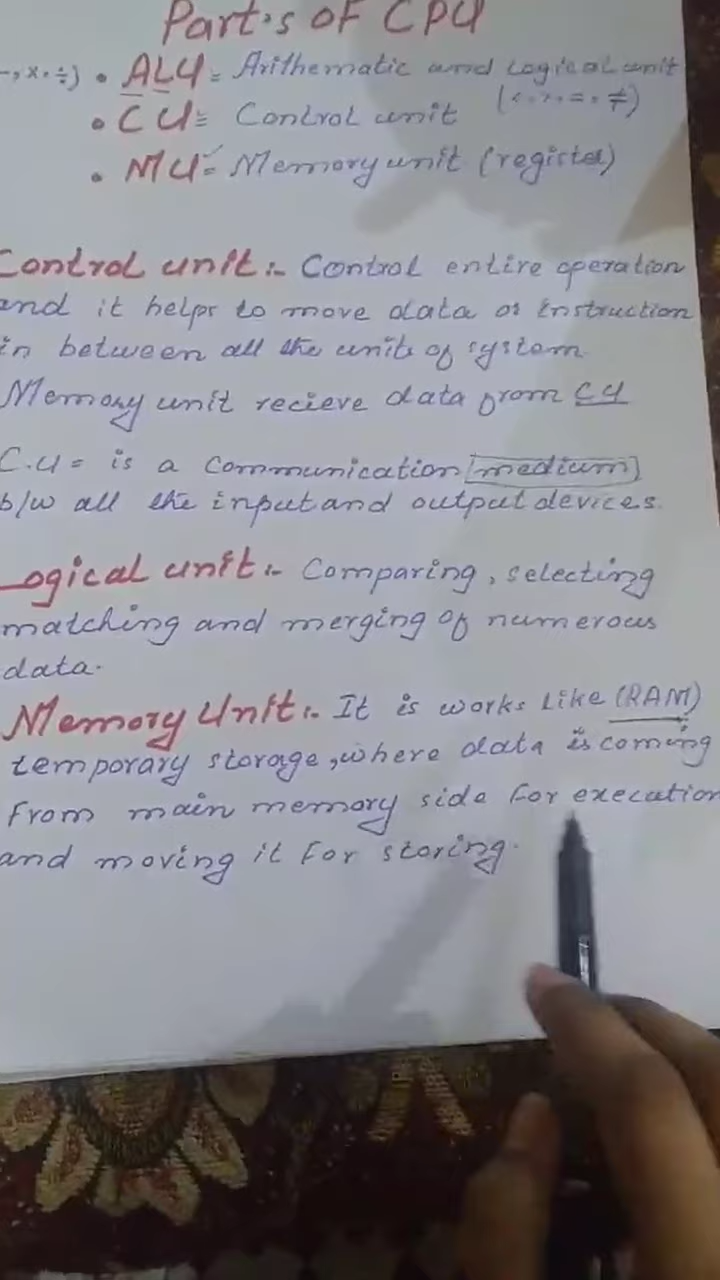 Part's OF CPU
-, x, ÷) • ALU = Arithematic and Logical unit
(<, >, =, ≠)
• CU = Control unit
• MU = Memory unit (register)
Control unit :- Control entire operation
and it helps to move data or instruction
in between all the units of system.
Memory unit recieve data from CU
C.U = is a communication medium
b/w all the input and output devices.
Logical unit :- Comparing, selecting
matching and merging of numerous
data.
Memory Unit :- It is works Like (RAM)
temporary storage, where data is coming
From main memory side For execution
and moving it For storing.